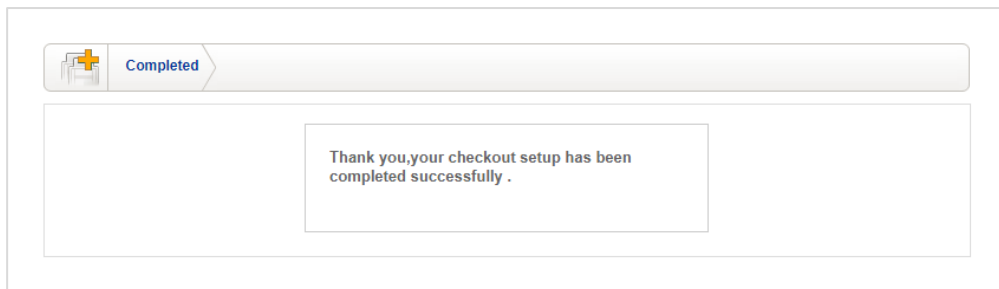 Completed
Thank you,your checkout setup has been
completed successfully .